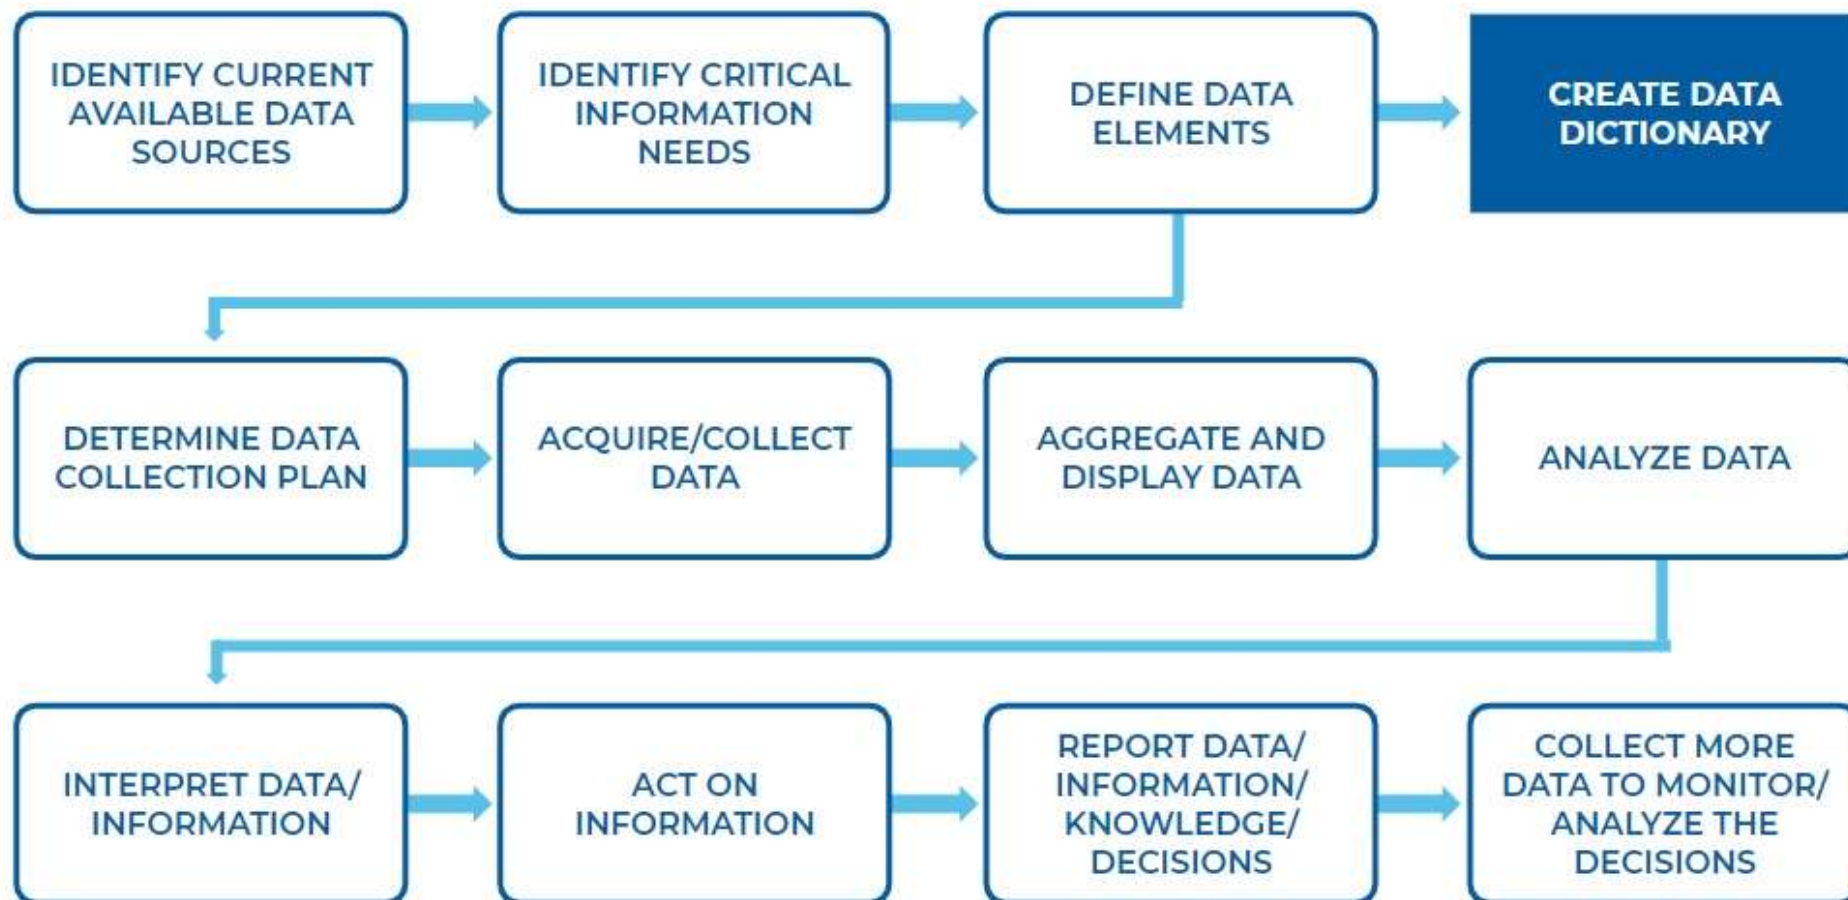 IDENTIFY CURRENT
AVAILABLE DATA
SOURCES
IDENTIFY CRITICAL
INFORMATION
NEEDS
DEFINE DATA
ELEMENTS
CREATE DATA
DICTIONARY
DETERMINE DATA
COLLECTION PLAN
ACQUIRE/COLLECT
DATA
AGGREGATE AND
DISPLAY DATA
ANALYZE DATA
INTERPRET DATA/
INFORMATION
ACT ON
INFORMATION
REPORT DATA/
INFORMATION/
KNOWLEDGE/
DECISIONS
COLLECT MORE
DATA TO MONITOR/
ANALYZE THE
DECISIONS